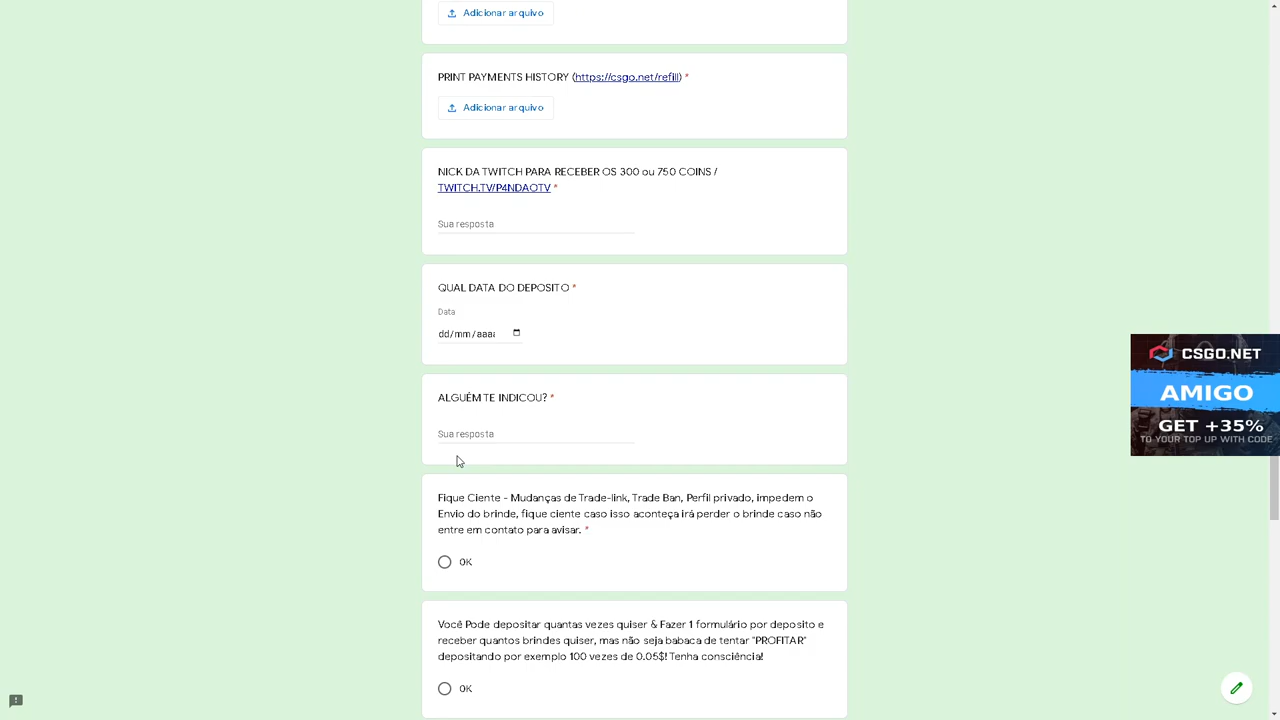 Adicionar arquivo
PRINT PAYMENTS HISTORY (https://csgo.net/refill) *
Adicionar arquivo
NICK DA TWITCH PARA RECEBER OS 300 ou 750 COINS /
TWITCH.TV/P4NDAOTV *
Sua resposta
QUAL DATA DO DEPOSITO *
Data
dd/mm/aaaa
ALGUÉM TE INDICOU? *
Sua resposta
Fique Ciente - Mudanças de Trade-link, Trade Ban, Perfil privado, impedem o
Envio do brinde, fique ciente caso isso aconteça irá perder o brinde caso não
entre em contato para avisar. *
OK
Você Pode depositar quantas vezes quiser & Fazer 1 formulário por deposito e
receber quantos brindes quiser, mas não seja babaca de tentar "PROFITAR"
depositando por exemplo 100 vezes de 0.05$! Tenha consciência!
OK
CSGO.NET
AMIGO
GET +35%
TO YOUR TOP UP WITH CODE